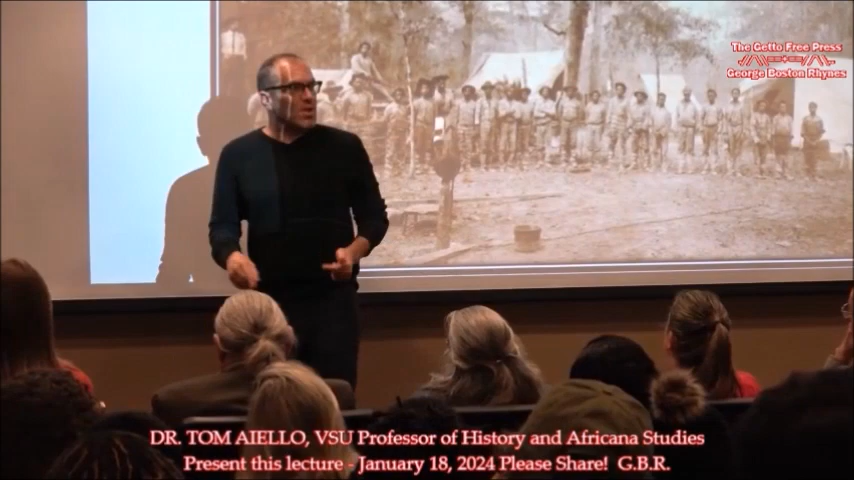 The Getto Free Press
George Boston Rhynes
DR. TOM AIELLO, VSU Professor of History and Africana Studies
Present this lecture - January 18, 2024 Please Share! G.B.R.